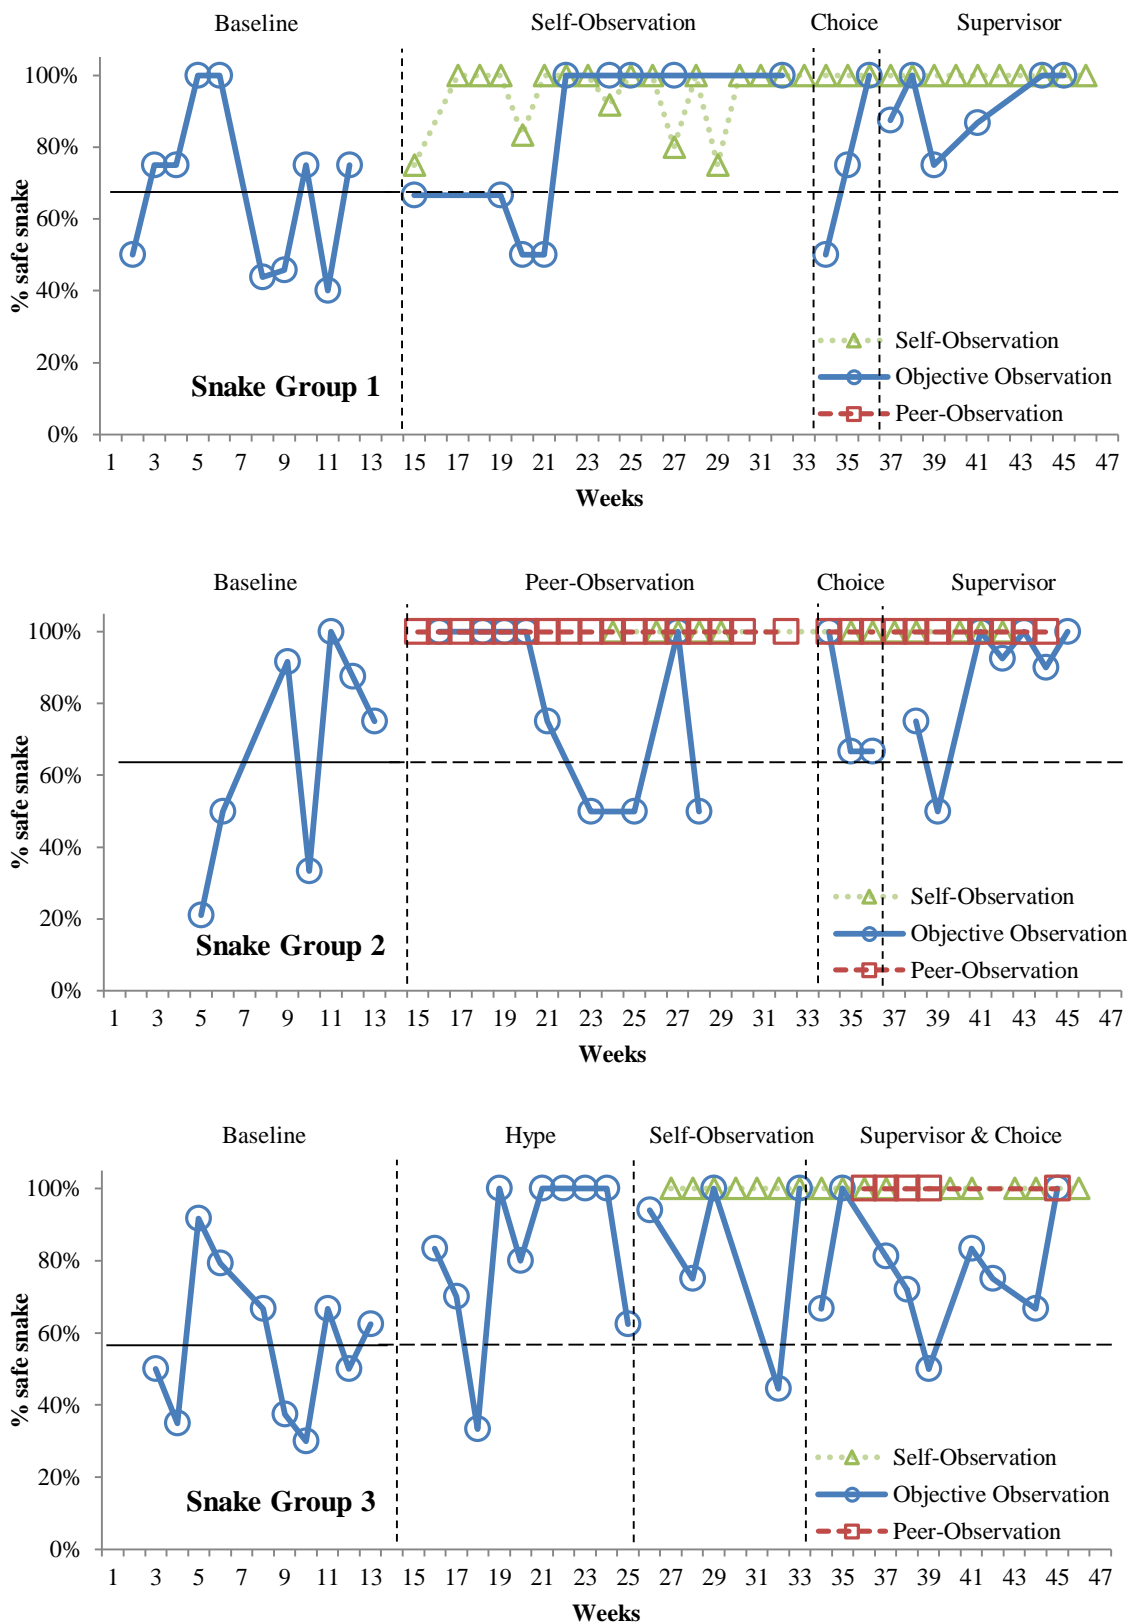 Baseline Self-Observation Choice Supervisor
100%
80%
60%
40%
20%
0%
% safe snake
Snake Group 1
Self-Observation
Objective Observation
Peer-Observation
1 3 5 7 9 11 13 15 17 19 21 23 25 27 29 31 33 35 37 39 41 43 45 47
Weeks
Baseline Peer-Observation Choice Supervisor
100%
80%
60%
40%
20%
0%
% safe snake
Snake Group 2
Self-Observation
Objective Observation
Peer-Observation
1 3 5 7 9 11 13 15 17 19 21 23 25 27 29 31 33 35 37 39 41 43 45 47
Weeks
Baseline Hype Self-Observation Supervisor & Choice
100%
80%
60%
40%
20%
0%
% safe snake
Snake Group 3
Self-Observation
Objective Observation
Peer-Observation
1 3 5 7 9 11 13 15 17 19 21 23 25 27 29 31 33 35 37 39 41 43 45 47
Weeks